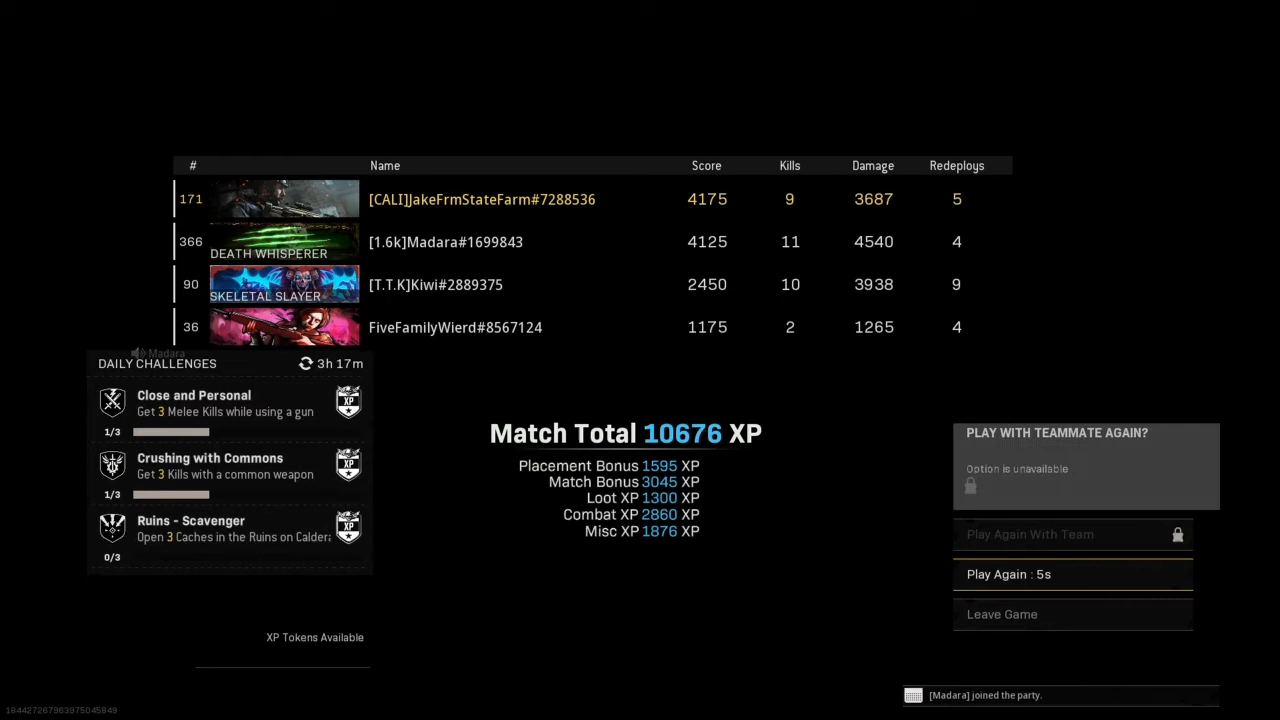 # Name Score Kills Damage Redeploys
171 [CALI]JakeFrmStateFarm#7288536 4175 9 3687 5
366 DEATH WHISPERER [1.6k]Madara#1699843 4125 11 4540 4
90 SKELETAL SLAYER [T.T.K]Kiwi#2889375 2450 10 3938 9
36 FiveFamilyWierd#8567124 1175 2 1265 4
Madara
DAILY CHALLENGES 3h 17m
Close and Personal
Get 3 Melee Kills while using a gun
XP
1/3
Crushing with Commons
Get 3 Kills with a common weapon
XP
1/3
Ruins - Scavenger
Open 3 Caches in the Ruins on Caldera
XP
0/3
XP Tokens Available
Match Total 10676 XP
Placement Bonus 1595 XP
Match Bonus 3045 XP
Loot XP 1300 XP
Combat XP 2860 XP
Misc XP 1876 XP
PLAY WITH TEAMMATE AGAIN?
Option is unavailable
Play Again With Team
Play Again : 5s
Leave Game
[Madara] joined the party.
184427267963975045849